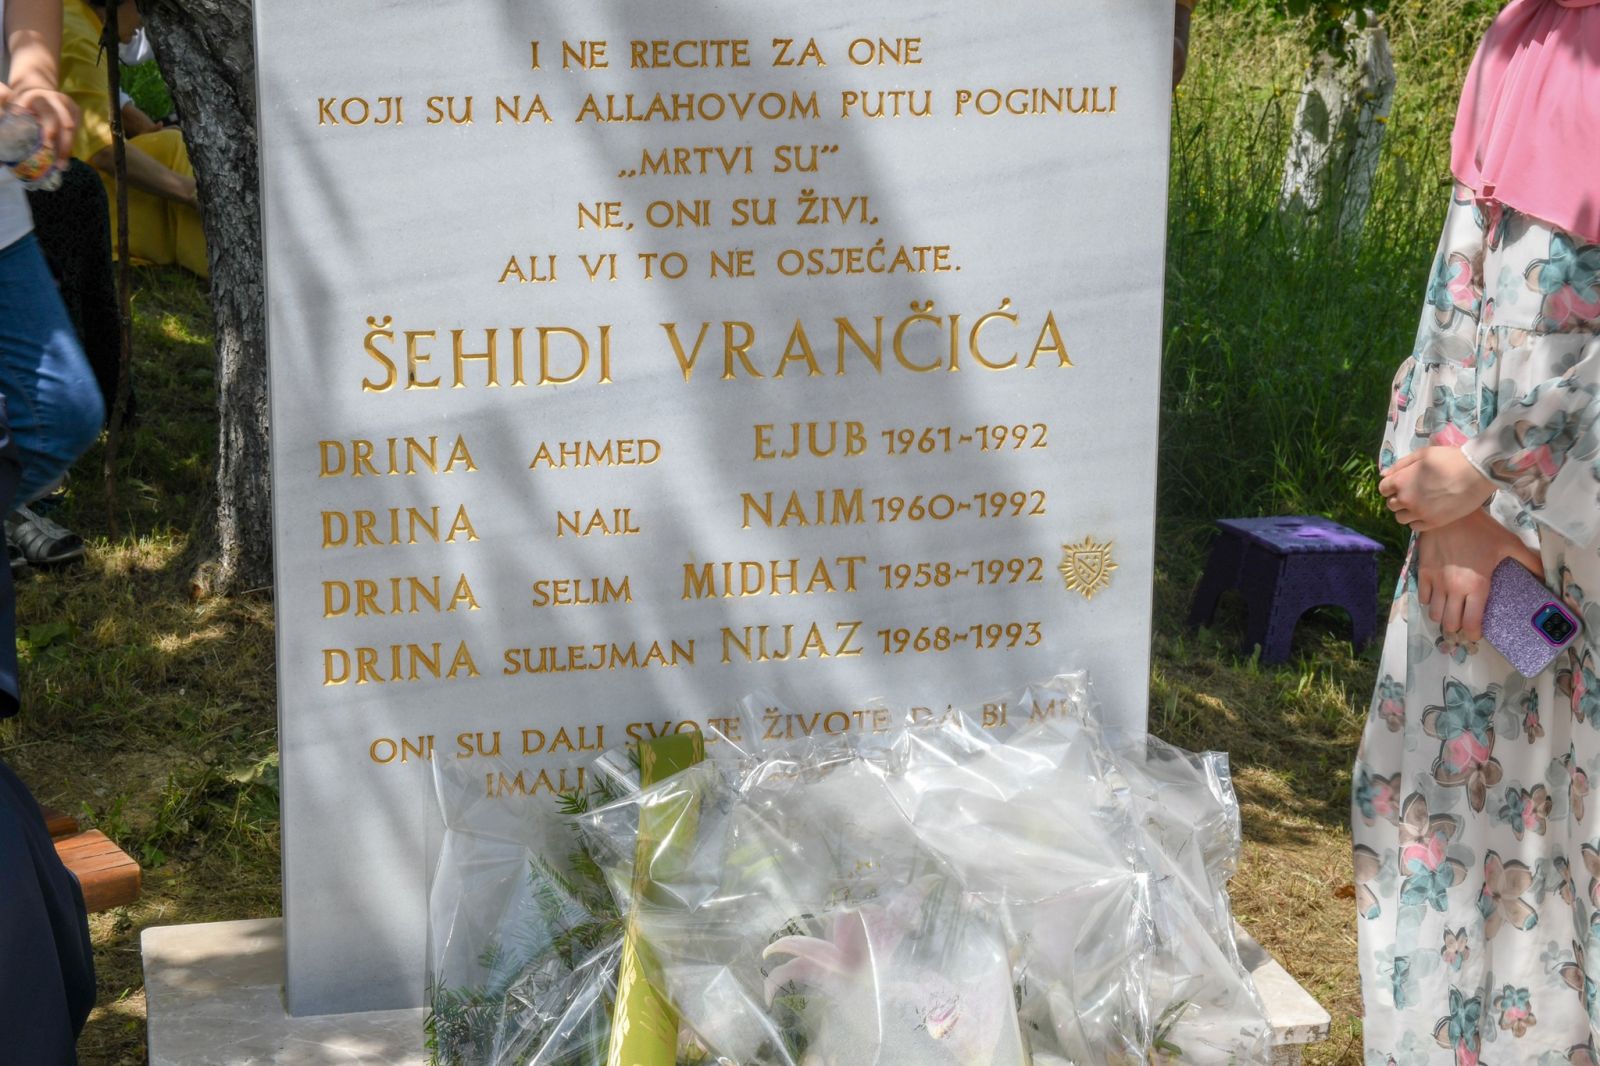 I NE RECITE ZA ONE
KOJI SU NA ALLAHOVOM PUTU POGINULI
„MRTVI SU”
NE, ONI SU ŽIVI,
ALI VI TO NE OSJEĆATE.
ŠEHIDI VRANČIĆA
DRINA AHMED EJUB 1961-1992
DRINA NAIL NAIM 1960-1992
DRINA SELIM MIDHAT 1958-1992
DRINA SULEJMAN NIJAZ 1968-1993
ONI SU DALI SVOJE ŽIVOTE DA BI MI
IMALI